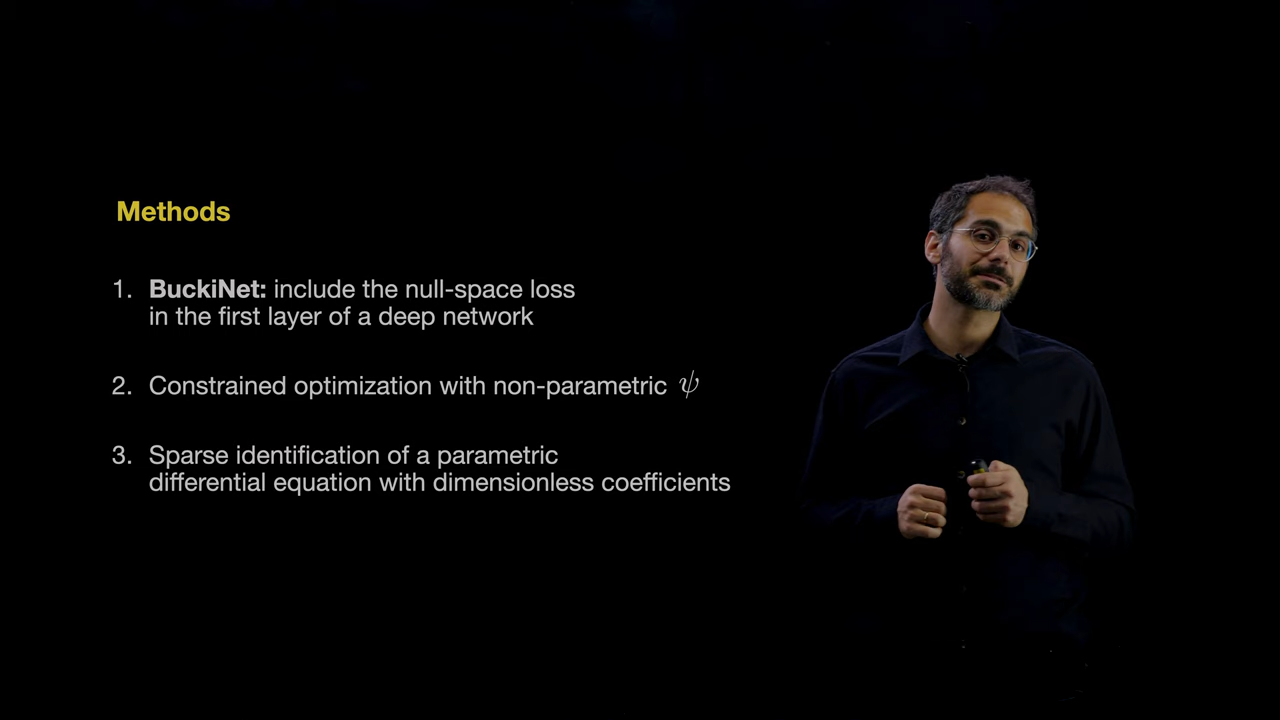 Methods
1. BuckiNet: include the null-space loss
in the first layer of a deep network
2. Constrained optimization with non-parametric ψ
3. Sparse identification of a parametric
differential equation with dimensionless coefficients